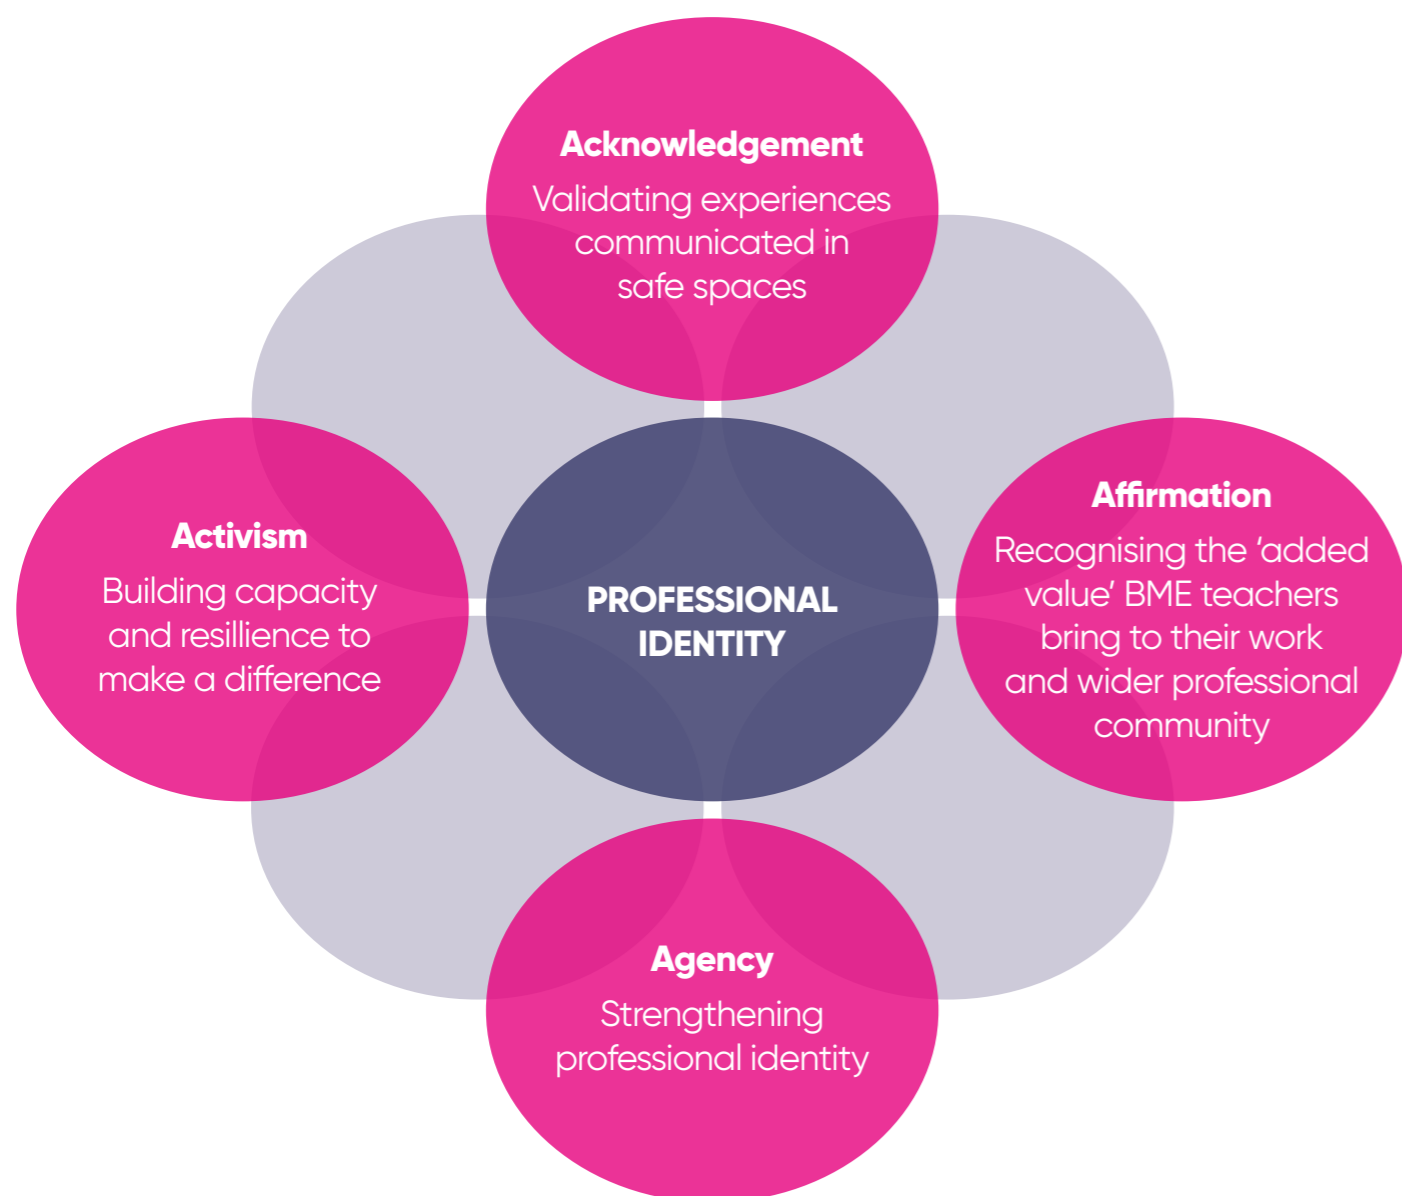 Acknowledgement
Validating experiences
communicated in
safe spaces
Activism
Building capacity
and resillience to
make a difference
PROFESSIONAL
IDENTITY
Affirmation
Recognising the ‘added
value’ BME teachers
bring to their work
and wider professional
community
Agency
Strengthening
professional identity